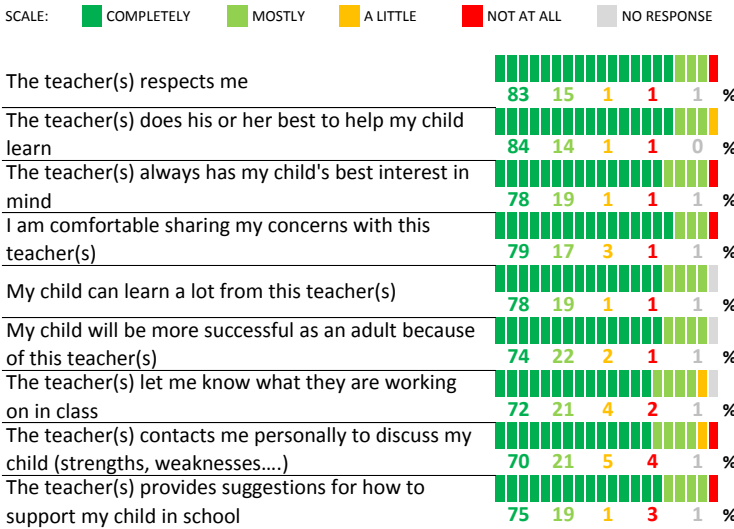 SCALE: COMPLETELY MOSTLY A LITTLE NOT AT ALL NO RESPONSE
The teacher(s) respects me
83 15 1 1 1 %
The teacher(s) does his or her best to help my child
learn
84 14 1 1 0 %
The teacher(s) always has my child's best interest in
mind
78 19 1 1 1 %
I am comfortable sharing my concerns with this
teacher(s)
79 17 3 1 1 %
My child can learn a lot from this teacher(s)
78 19 1 1 1 %
My child will be more successful as an adult because
of this teacher(s)
74 22 2 1 1 %
The teacher(s) let me know what they are working
on in class
72 21 4 2 1 %
The teacher(s) contacts me personally to discuss my
child (strengths, weaknesses....)
70 21 5 4 1 %
The teacher(s) provides suggestions for how to
support my child in school
75 19 1 3 1 %